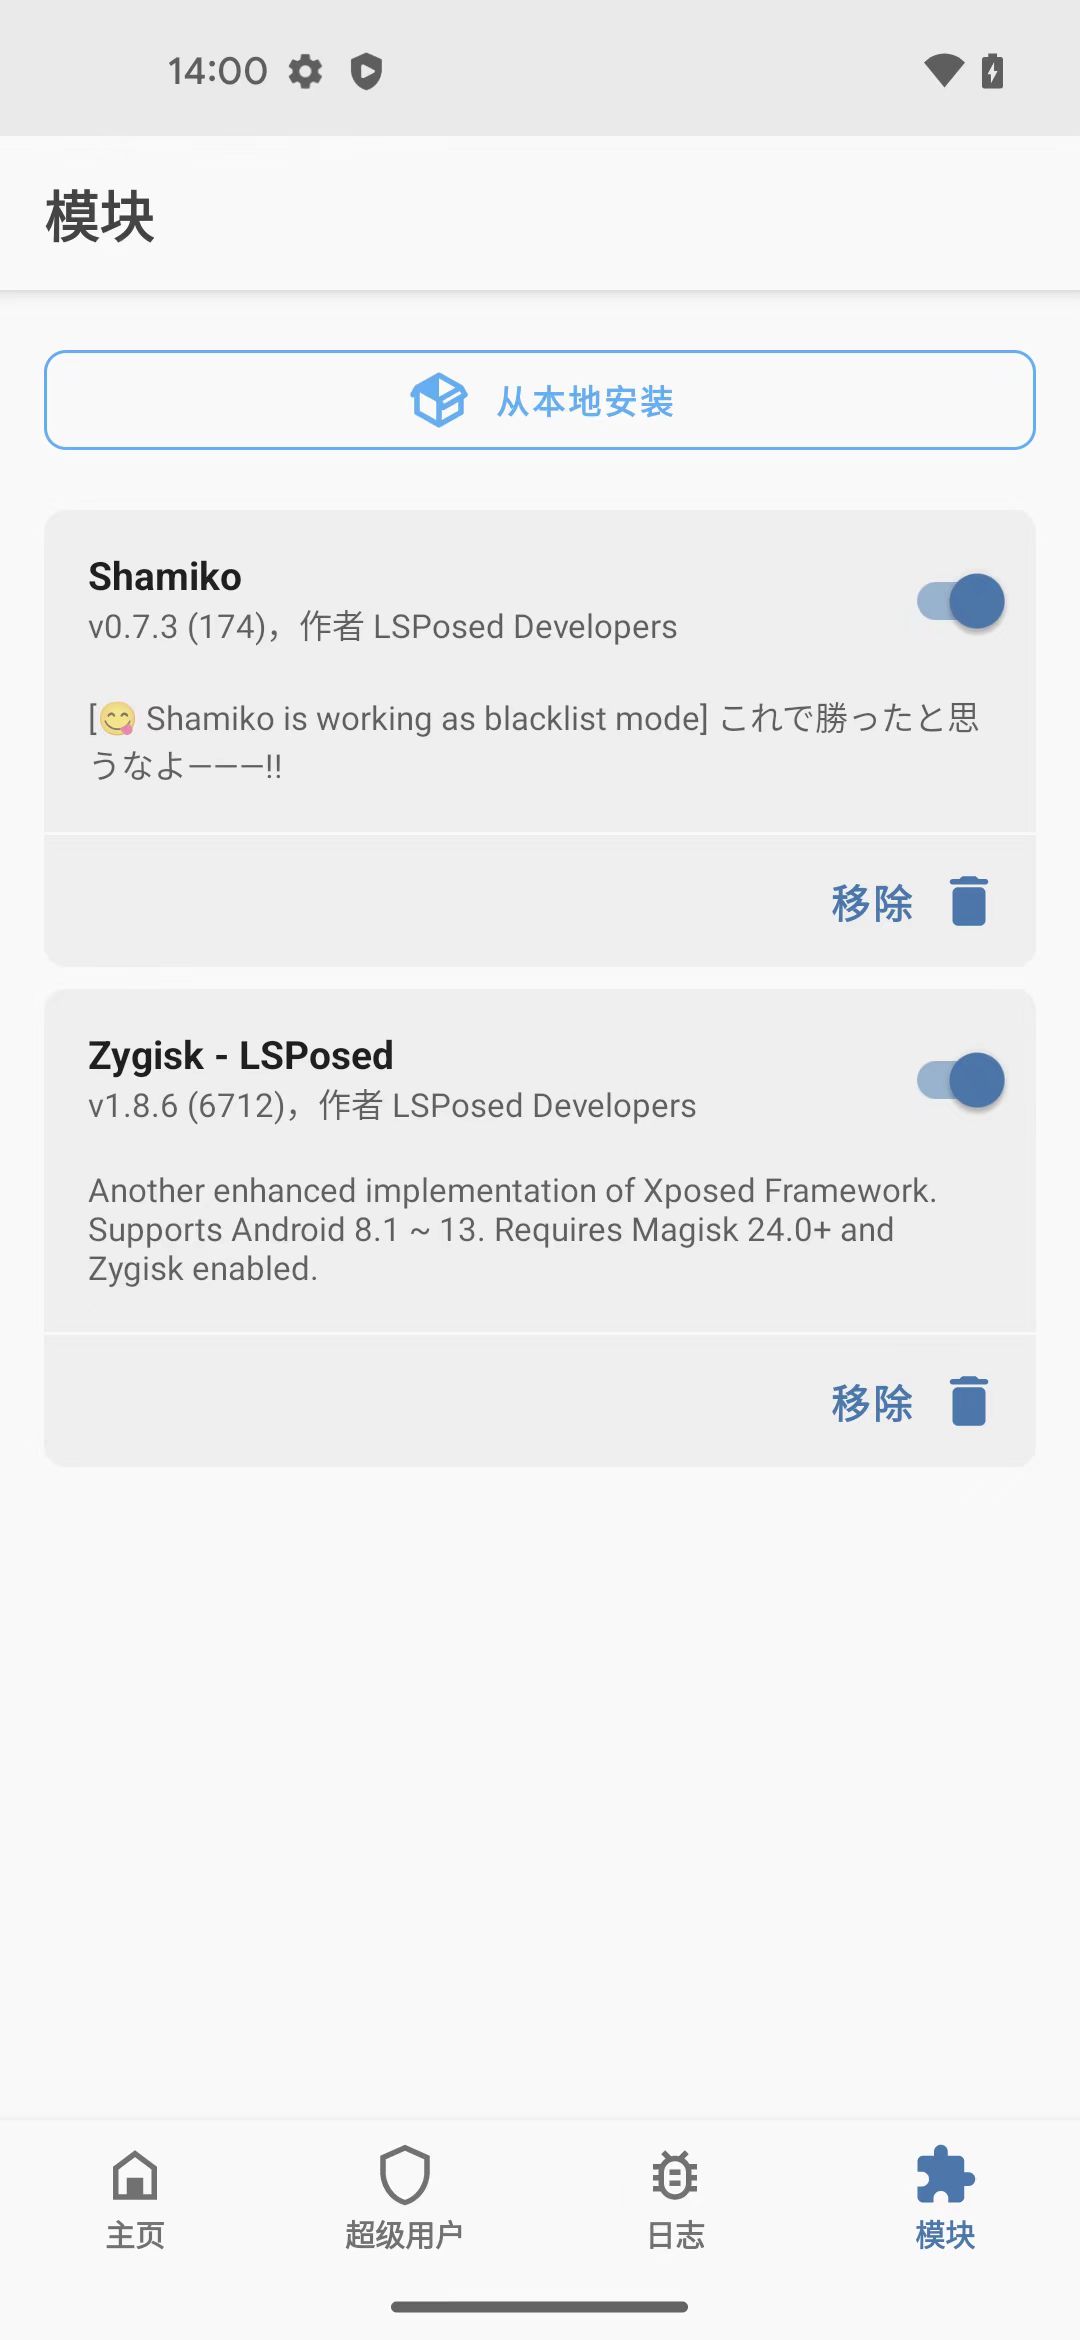 14:00
模块
从本地安装
Shamiko
v0.7.3 (174)，作者 LSPosed Developers
[😋 Shamiko is working as blacklist mode] これで勝ったと思
うなよ―――!!
移除
Zygisk - LSPosed
v1.8.6 (6712)，作者 LSPosed Developers
Another enhanced implementation of Xposed Framework.
Supports Android 8.1 ~ 13. Requires Magisk 24.0+ and
Zygisk enabled.
移除
主页
超级用户
日志
模块